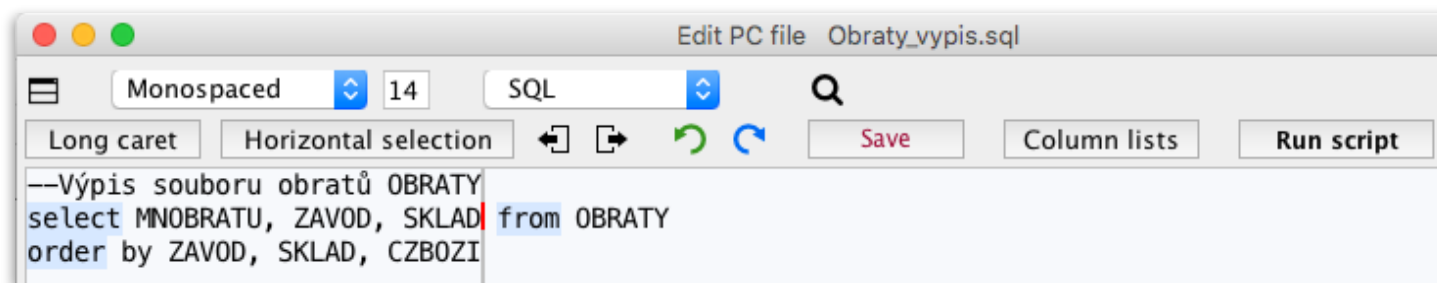 Edit PC file Obraty_vypis.sql
Monospaced 14 SQL
Long caret Horizontal selection Save Column lists Run script
--Výpis souboru obratů OBRATY
select MNOBRATU, ZAVOD, SKLAD from OBRATY
order by ZAVOD, SKLAD, CZBOZI